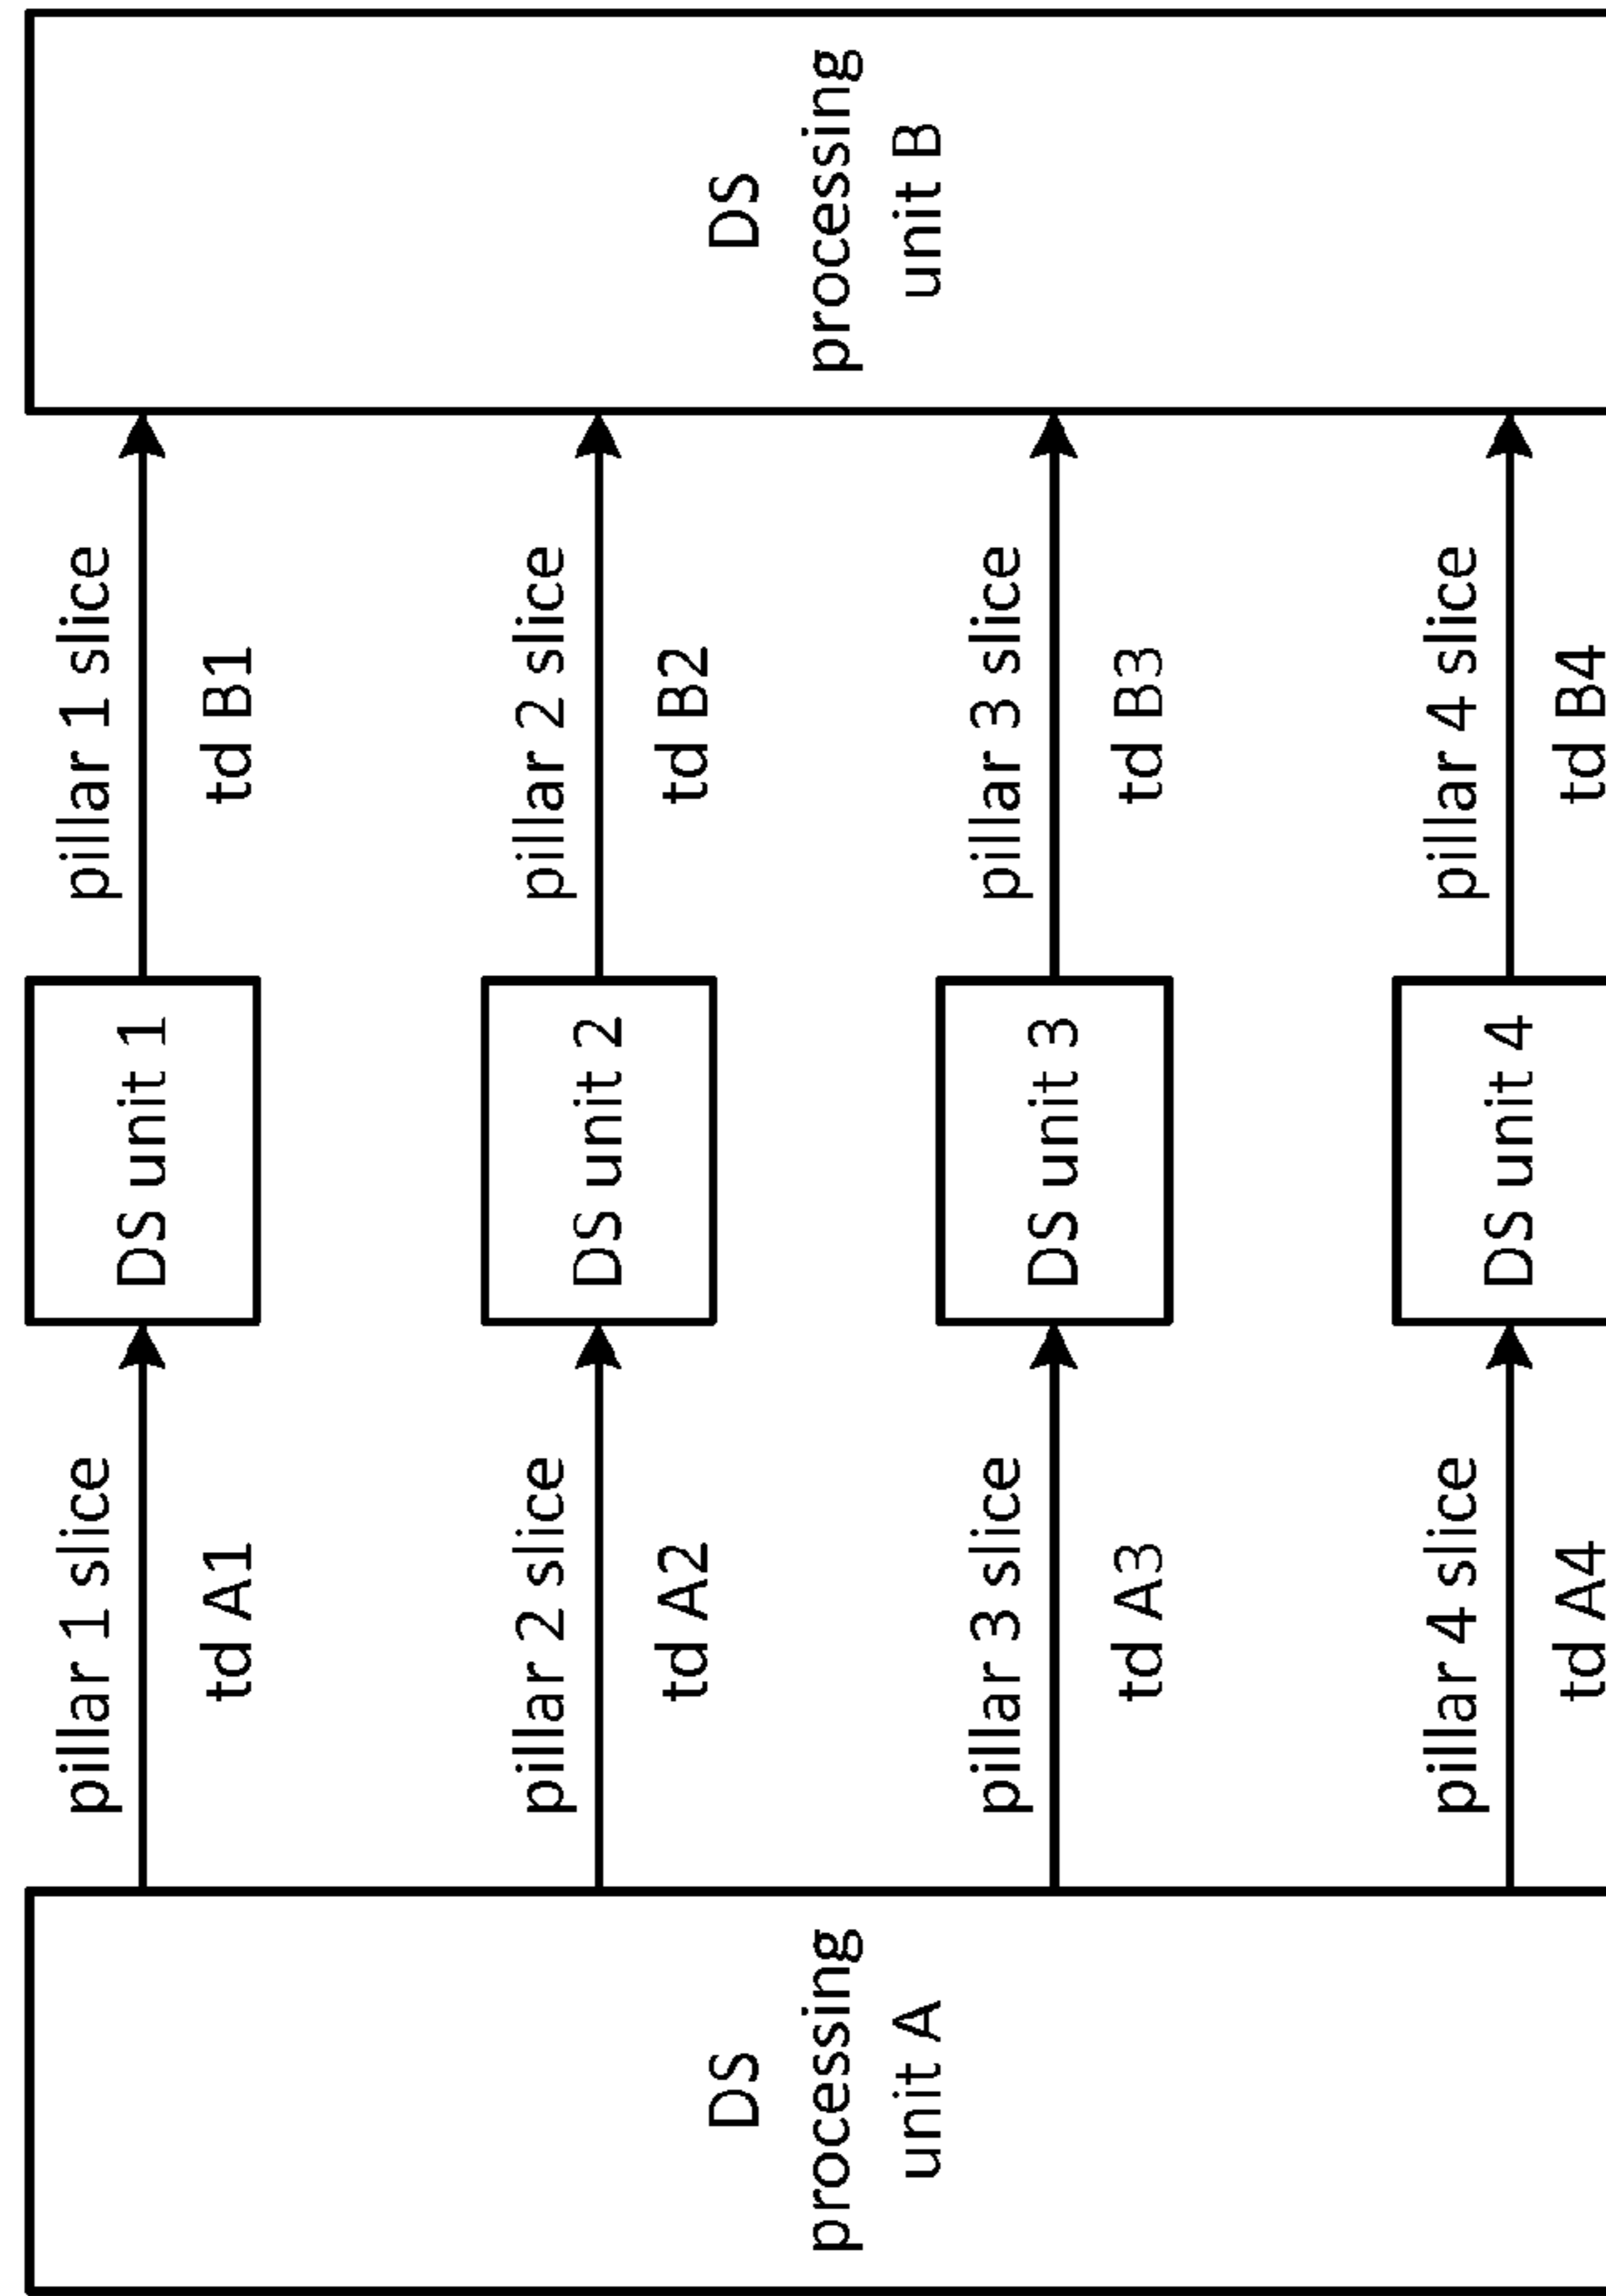 DS
processing
unit A
pillar 1 slice
td A1
DS unit 1
pillar 1 slice
td B1
pillar 2 slice
td A2
DS unit 2
pillar 2 slice
td B2
pillar 3 slice
td A3
DS unit 3
pillar 3 slice
td B3
pillar 4 slice
td A4
DS unit 4
pillar 4 slice
td B4
DS
processing
unit B